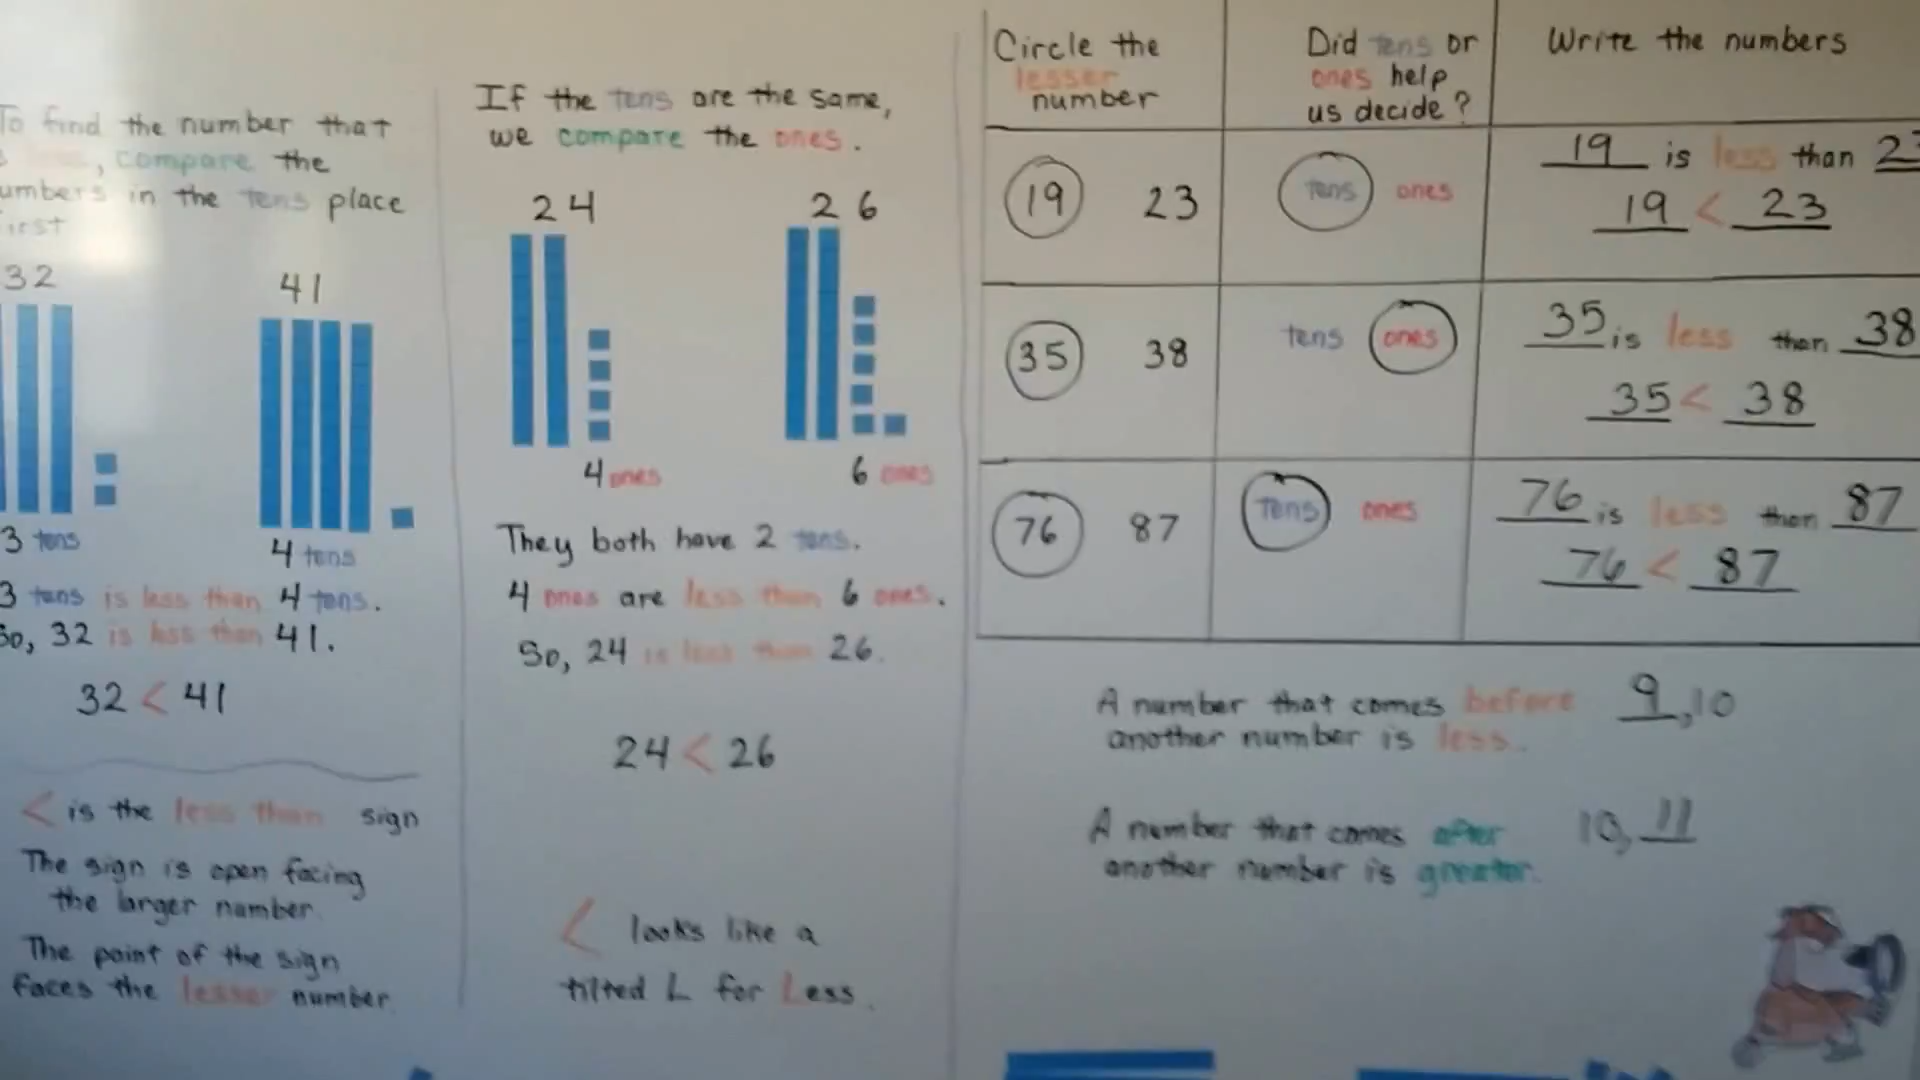 To find the number that
is less, compare the
numbers in the tens place
first
32 41
3 tens 4 tens
3 tens is less than 4 tens.
So, 32 is less than 41.
32 < 41
< is the less than sign
The sign is open facing
the larger number.
The point of the sign
faces the lesser number.
If the tens are the same,
we compare the ones.
24 26
4 ones 6 ones
They both have 2 tens.
4 ones are less than 6 ones.
So, 24 is less than 26.
24 < 26
< looks like a
tilted L for Less.
Circle the
lesser
number
Did tens or
ones help
us decide?
Write the numbers
19 23
tens ones
19 is less than 23
19 < 23
35 38
tens ones
35 is less than 38
35 < 38
76 87
tens ones
76 is less than 87
76 < 87
A number that comes before
another number is less.
9, 10
A number that comes after
another number is greater.
10, 11